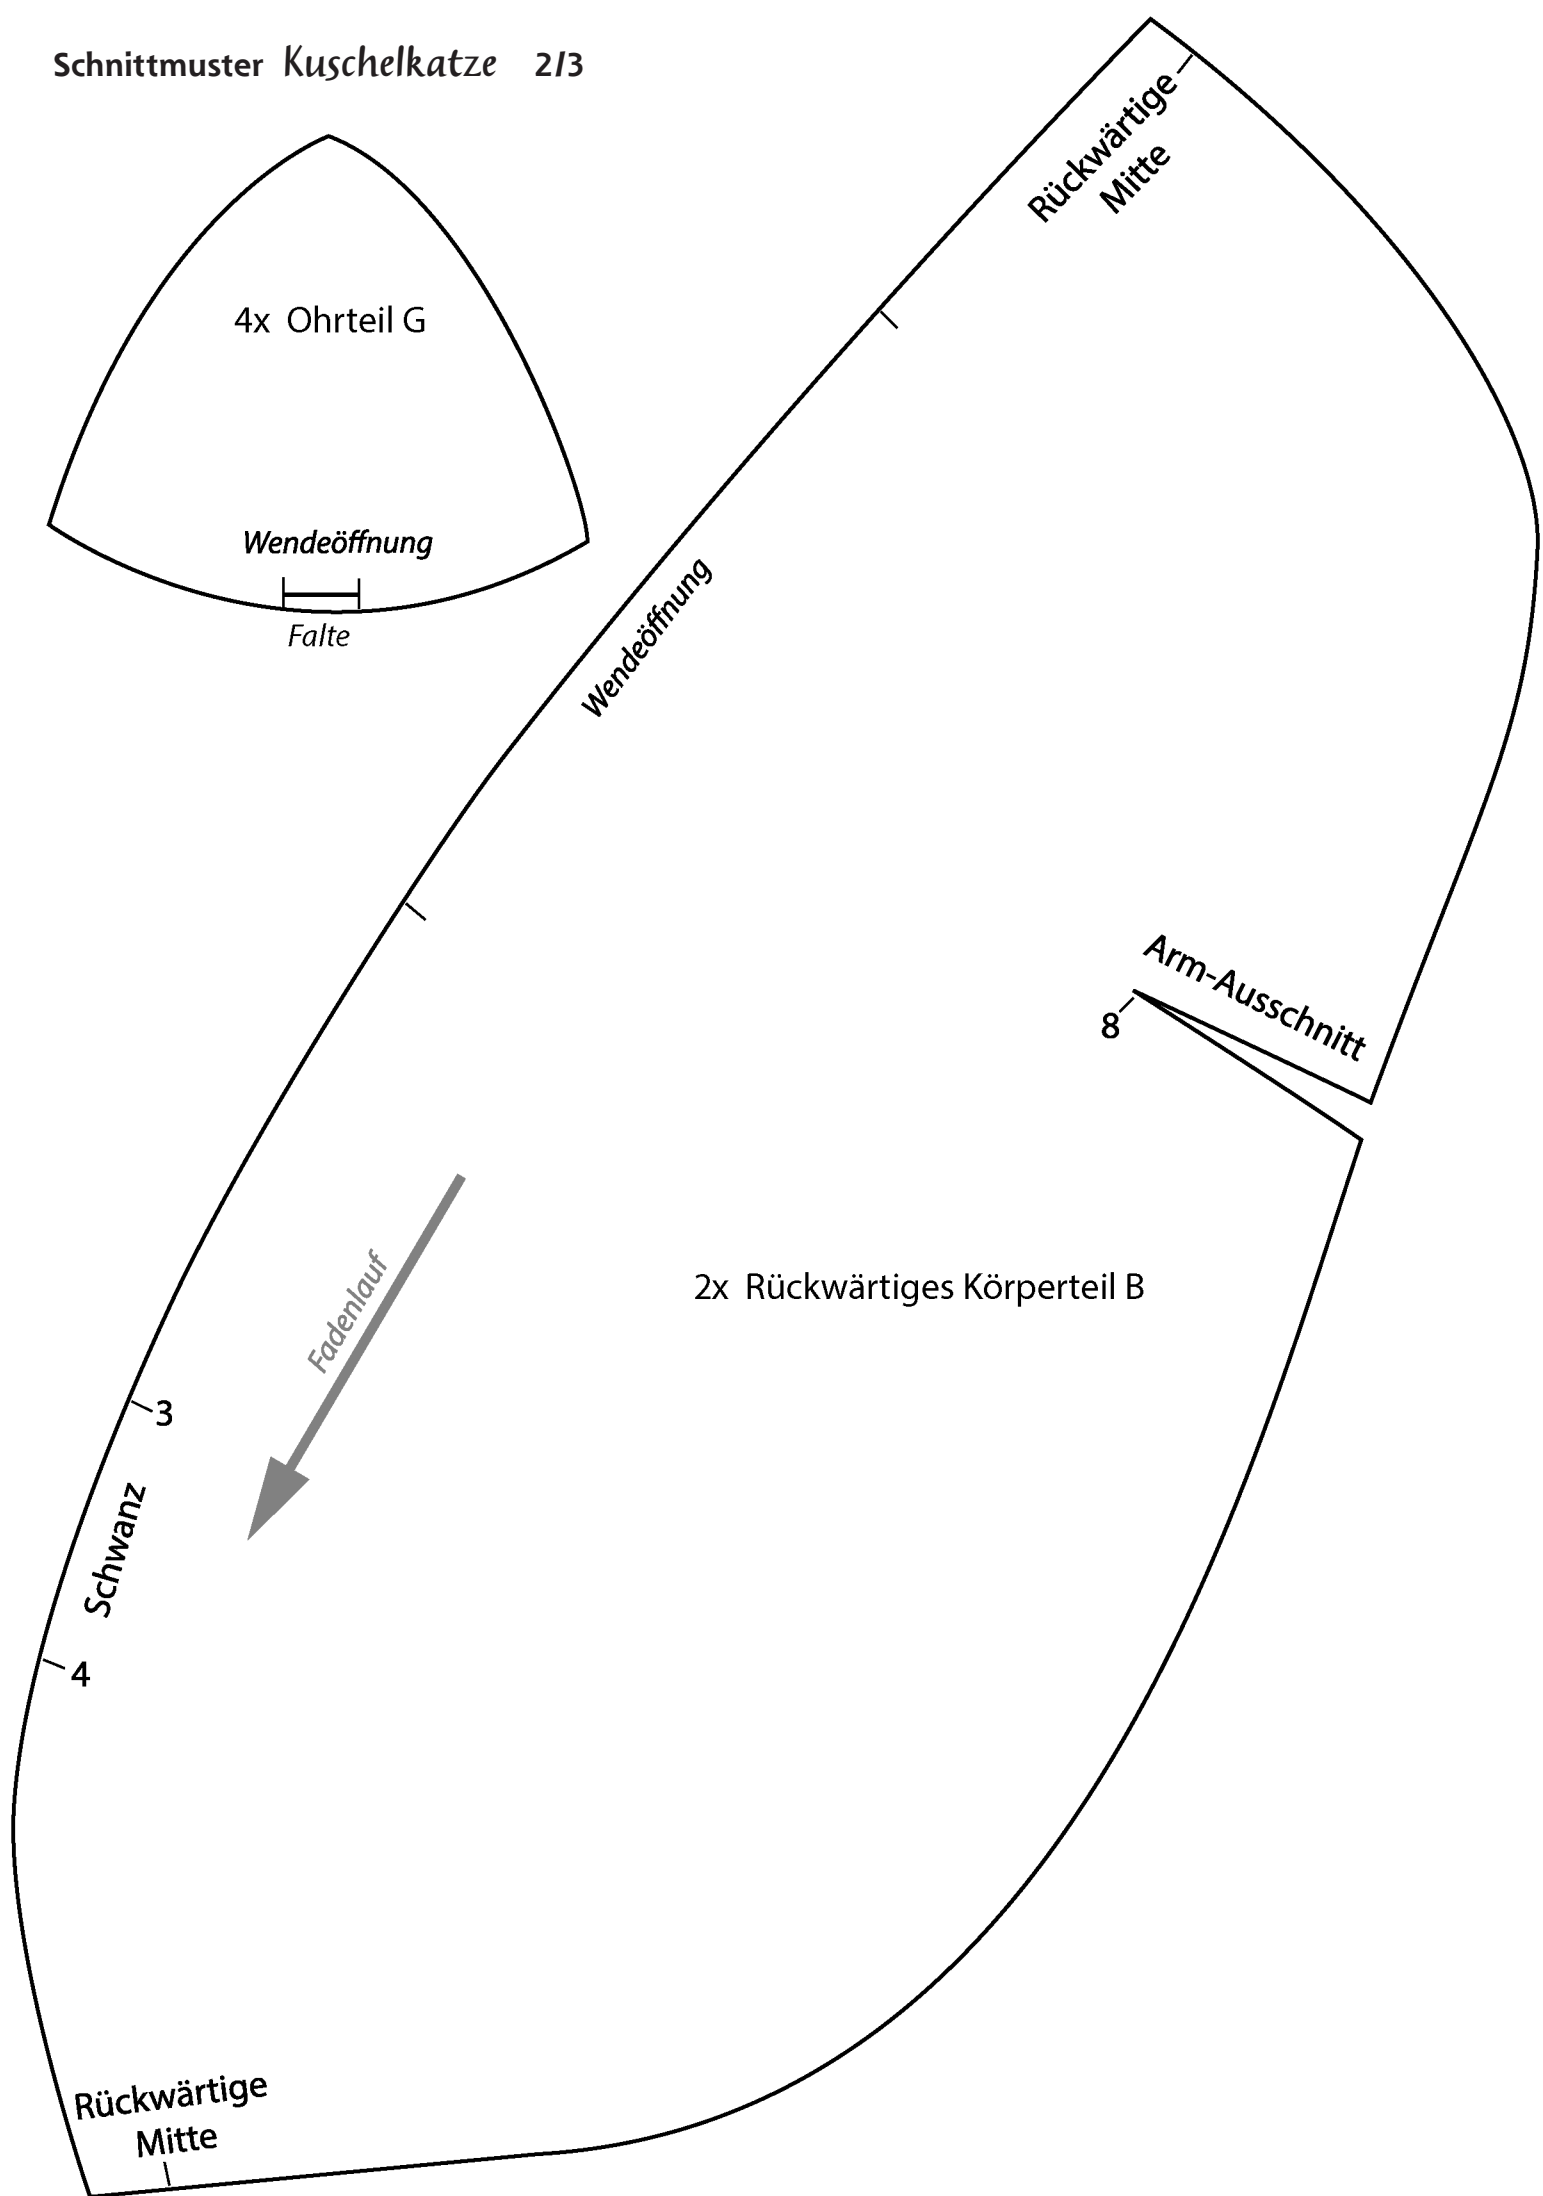 Schnittmuster Kuschelkatze 2/3
Rückwärtige
Mitte
4x Ohrteil G
Wendeöffnung
Falte
Wendeöffnung
Arm-Ausschnitt
8
Fadenlauf
2x Rückwärtiges Körperteil B
3
Schwanz
4
Rückwärtige
Mitte